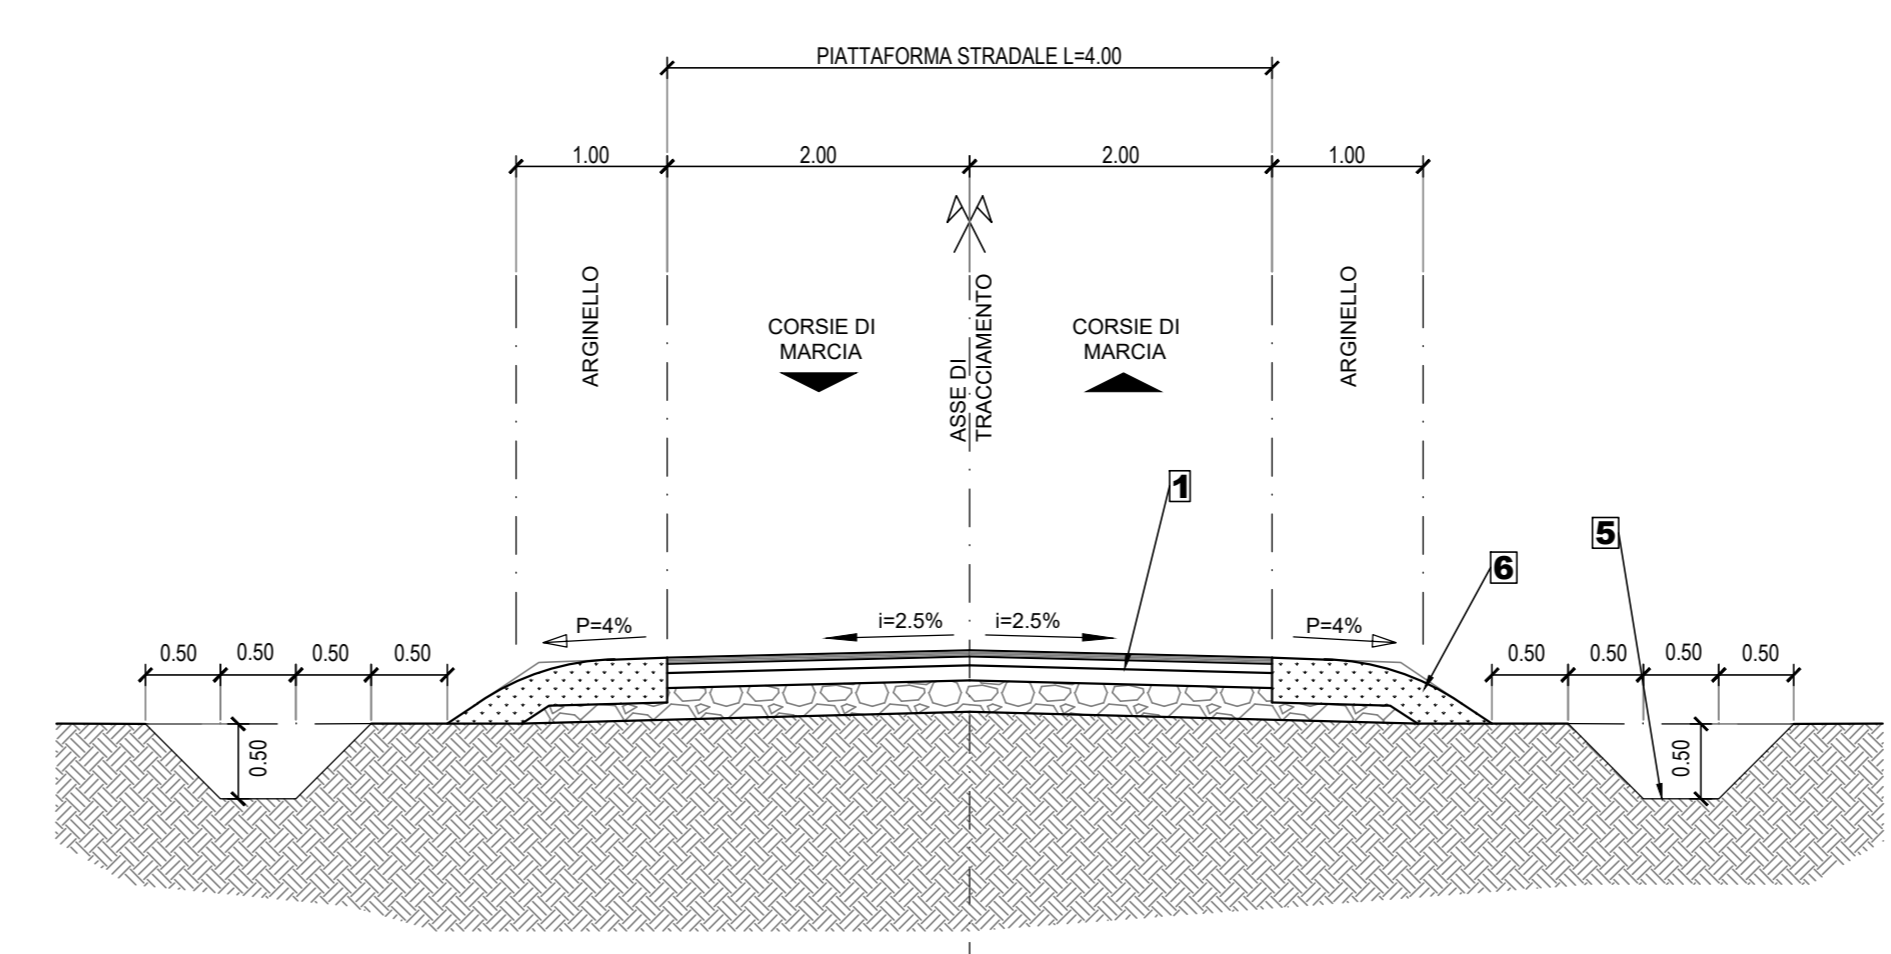 PIATTAFORMA STRADALE L=4.00
1.00
2.00
2.00
1.00
ARGINELLO
CORSIE DI
MARCIA
ASSE DI
TRACCIAMENTO
CORSIE DI
MARCIA
ARGINELLO
1
5
6
P=4%
i=2.5%
i=2.5%
P=4%
0.50
0.50
0.50
0.50
0.50
0.50
0.50
0.50
0.50
0.50